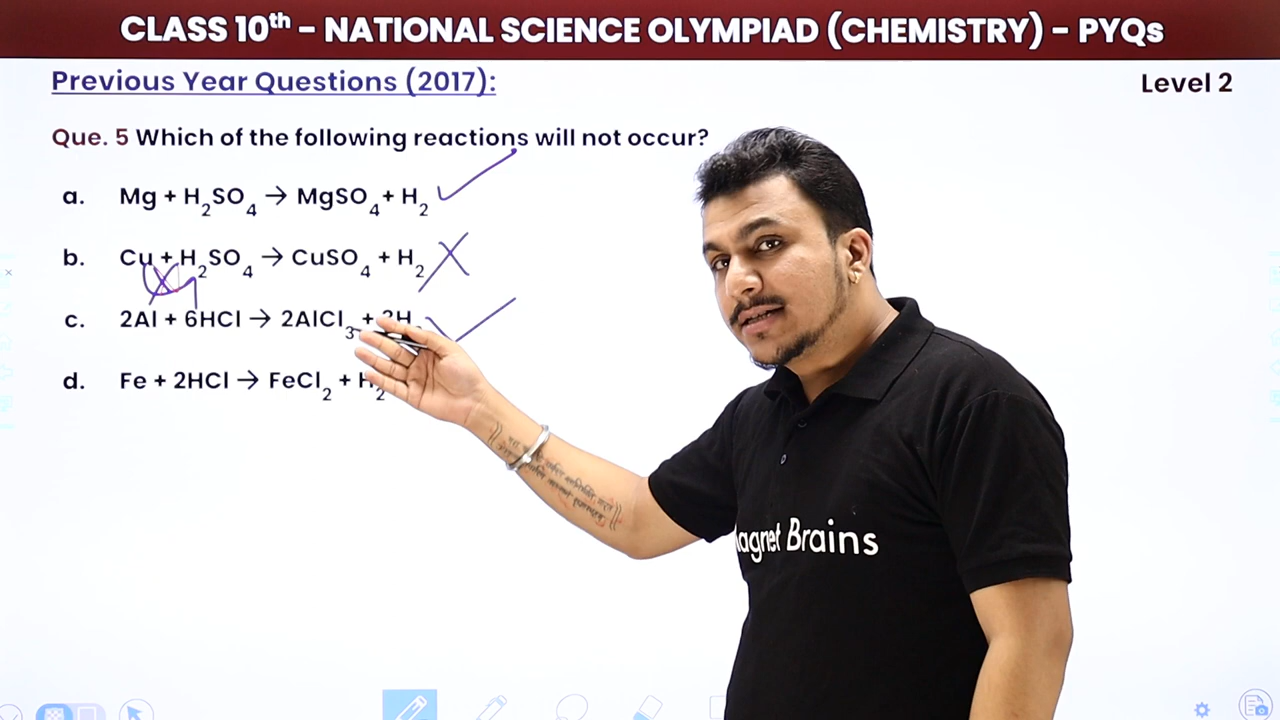 CLASS 10th – NATIONAL SCIENCE OLYMPIAD (CHEMISTRY) – PYQs
Previous Year Questions (2017):
Level 2
Que. 5 Which of the following reactions will not occur?
a. Mg + H₂SO₄ → MgSO₄ + H₂
b. Cu + H₂SO₄ → CuSO₄ + H₂
c. 2Al + 6HCl → 2AlCl₃ + 3H
d. Fe + 2HCl → FeCl₂ + H₂
agnet Brains